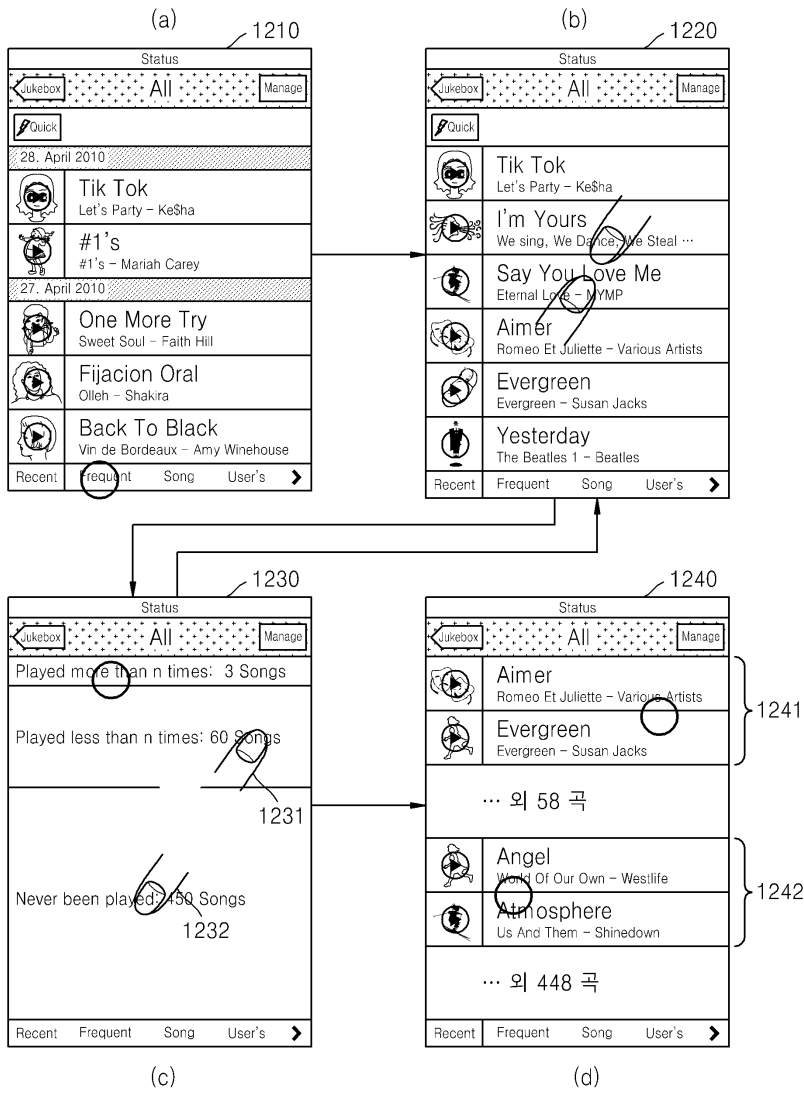 (a)
1210
Status
Jukebox
All
Manage
Quick
28. April 2010
Tik Tok
Let's Party – Ke$ha
#1's
#1's – Mariah Carey
27. April 2010
One More Try
Sweet Soul – Faith Hill
Fijacion Oral
Olleh – Shakira
Back To Black
Vin de Bordeaux – Amy Winehouse
Recent Frequent Song User's
(b)
1220
Status
Jukebox
All
Manage
Quick
Tik Tok
Let's Party – Ke$ha
I'm Yours
We sing, We Dance, We Steal ···
Say You Love Me
Eternal Love – MYMP
Aimer
Romeo Et Juliette – Various Artists
Evergreen
Evergreen – Susan Jacks
Yesterday
The Beatles 1 – Beatles
Recent Frequent Song User's
1230
Status
Jukebox
All
Manage
Played more than n times: 3 Songs
Played less than n times: 60 Songs
1231
Never been played: 450 Songs
1232
Recent Frequent Song User's
(c)
1240
Status
Jukebox
All
Manage
Aimer
Romeo Et Juliette – Various Artists
Evergreen
Evergreen – Susan Jacks
1241
··· 외 58 곡
Angel
World Of Our Own – Westlife
Atmosphere
Us And Them – Shinedown
1242
··· 외 448 곡
Recent Frequent Song User's
(d)